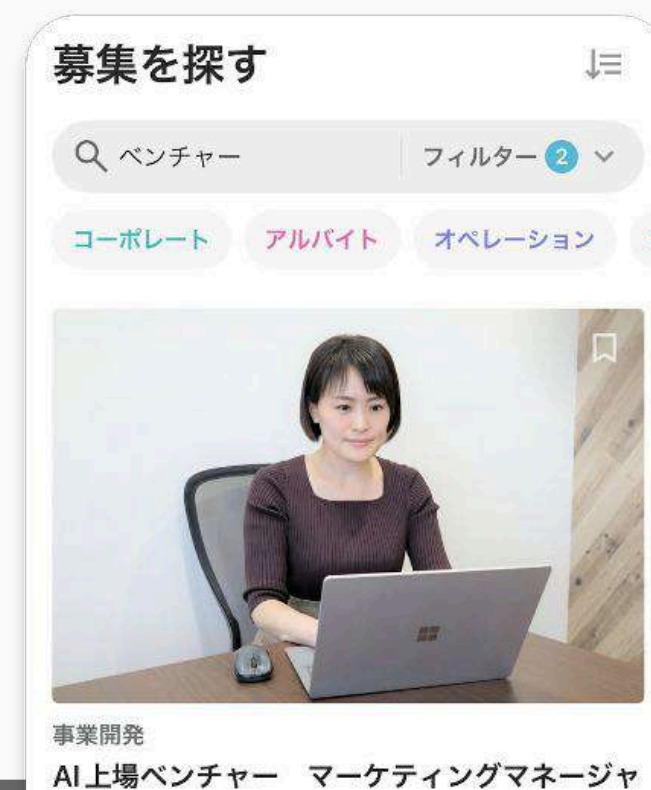 募集を探す
ベンチャー フィルター 2
コーポレート アルバイト オペレーション
事業開発
AI上場ベンチャー　マーケティングマネージャ